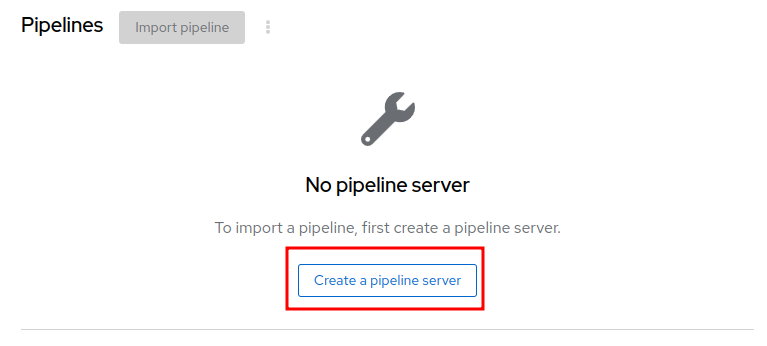 Pipelines
Import pipeline
No pipeline server
To import a pipeline, first create a pipeline server.
Create a pipeline server